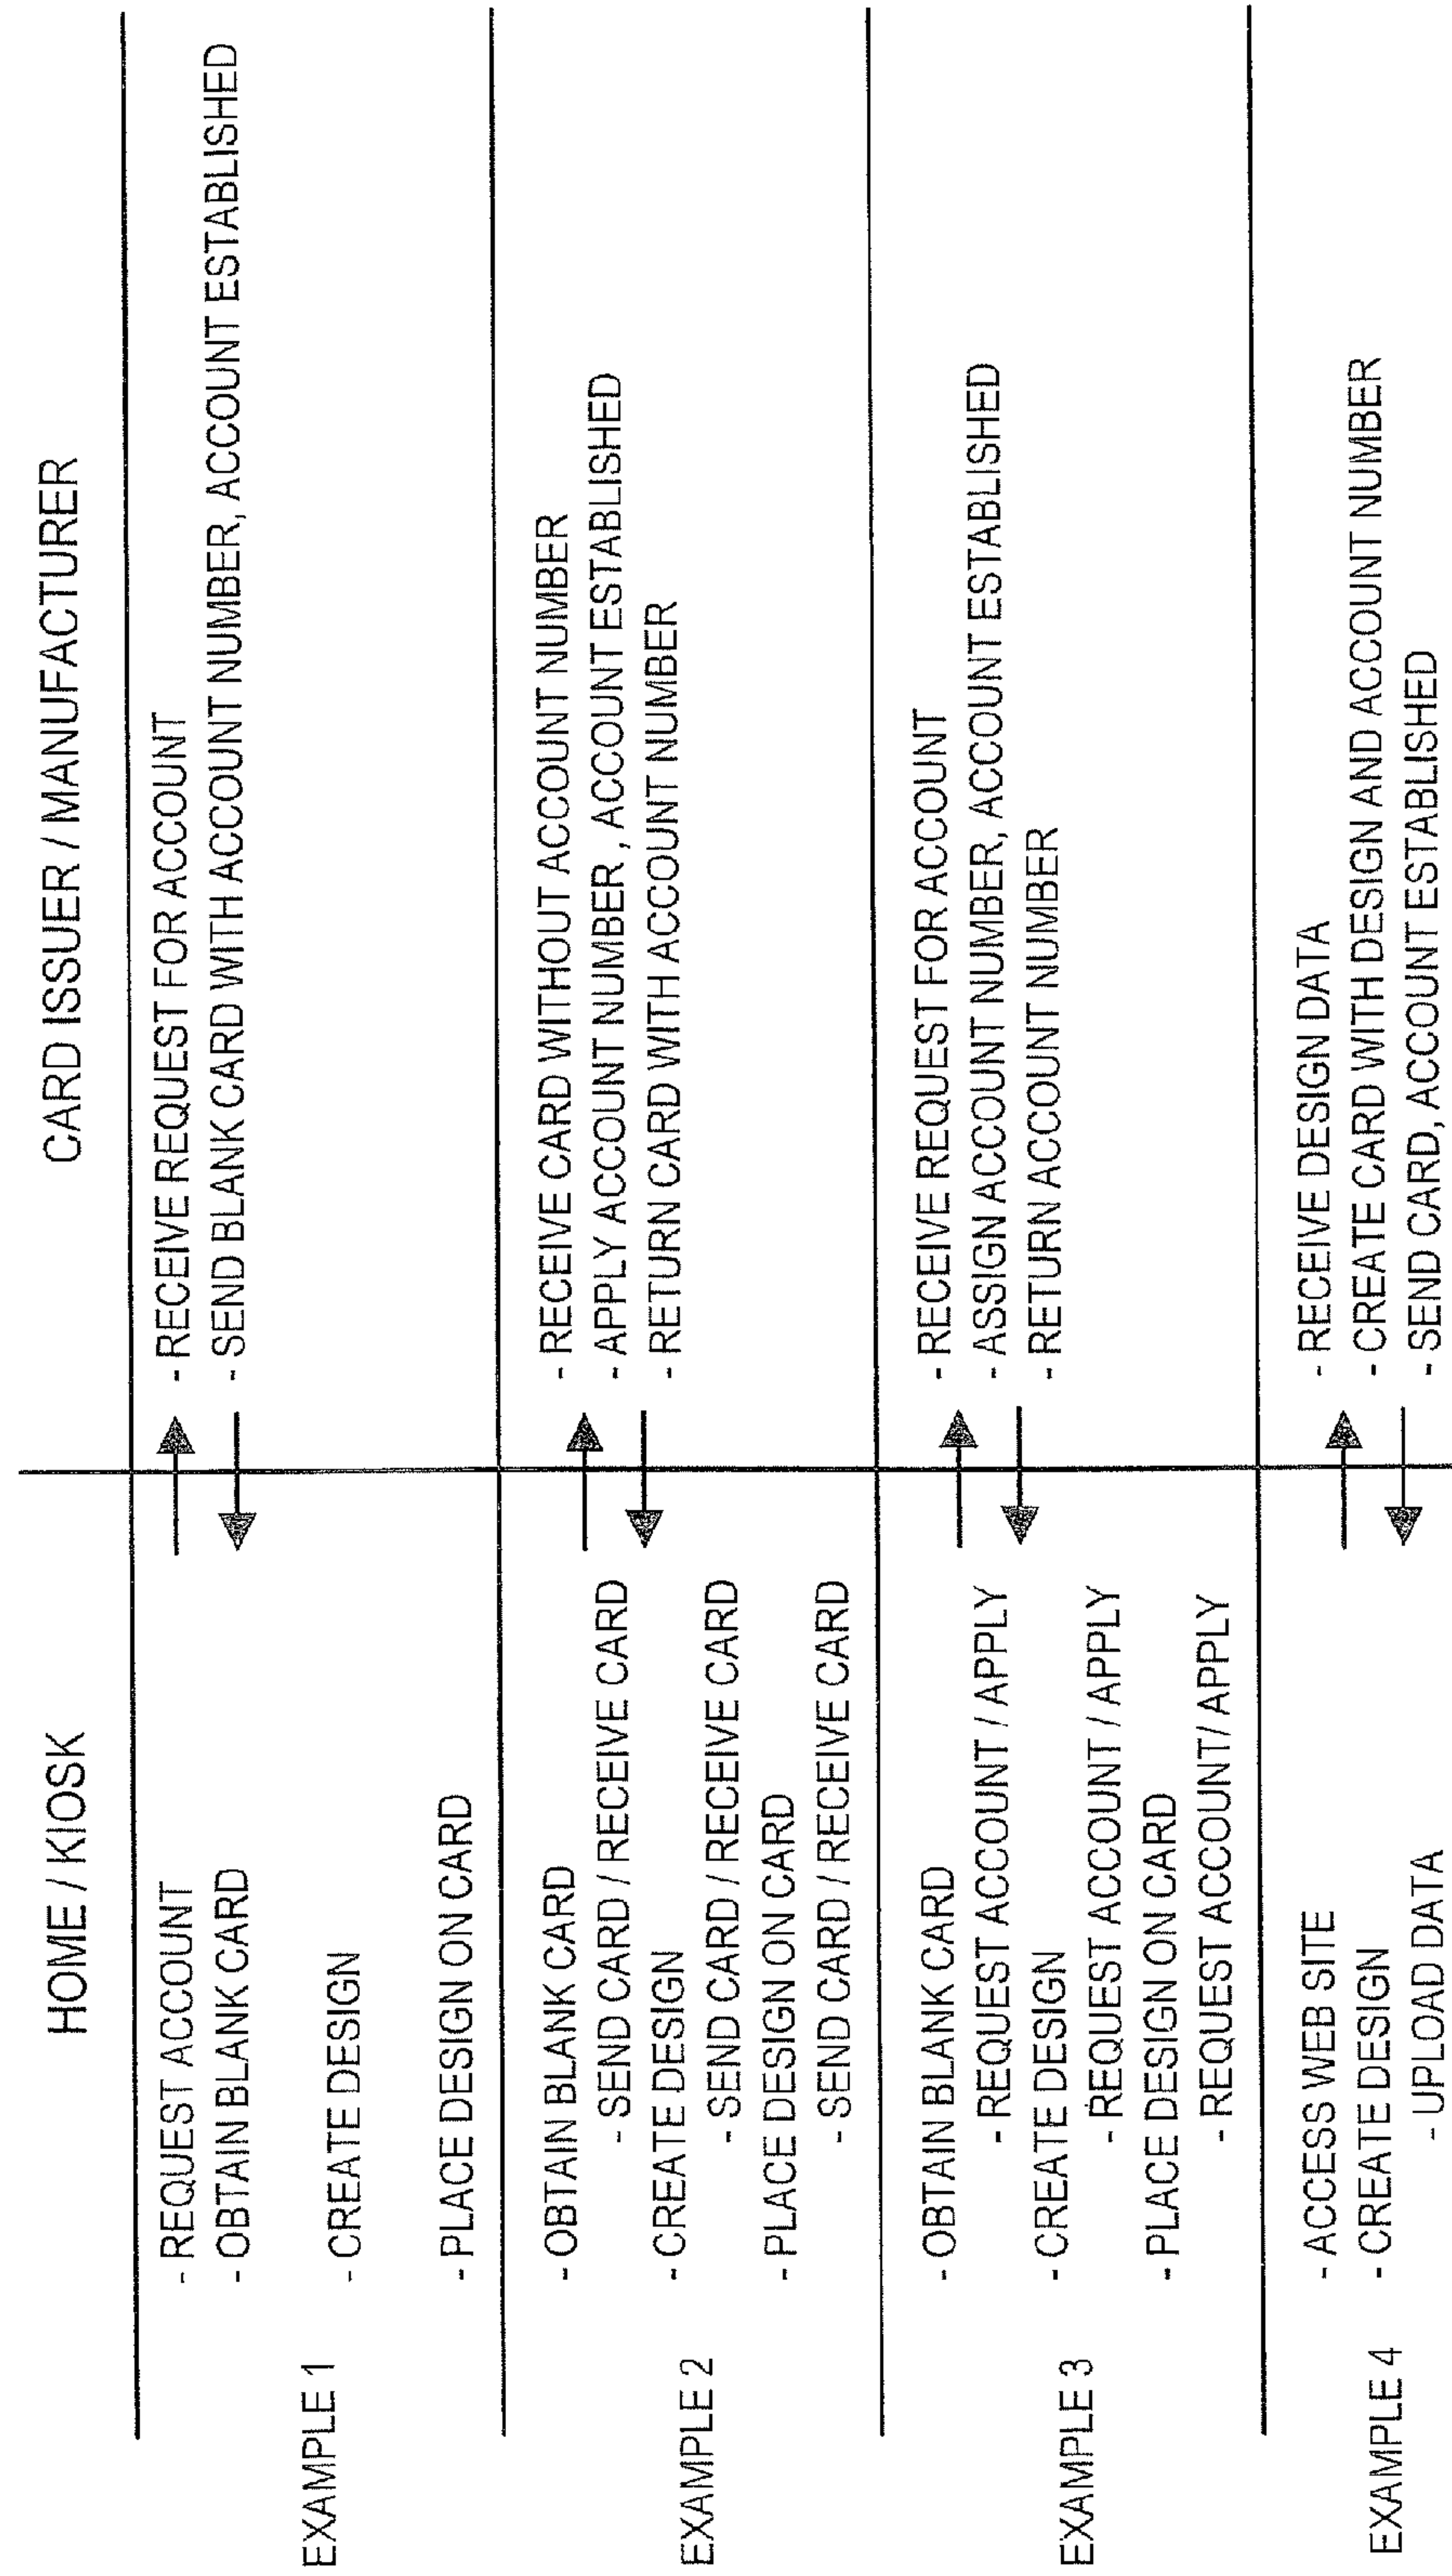 HOME / KIOSK
CARD ISSUER / MANUFACTURER
EXAMPLE 1
- REQUEST ACCOUNT
- OBTAIN BLANK CARD
- CREATE DESIGN
- PLACE DESIGN ON CARD
- RECEIVE REQUEST FOR ACCOUNT
- SEND BLANK CARD WITH ACCOUNT NUMBER, ACCOUNT ESTABLISHED
EXAMPLE 2
- OBTAIN BLANK CARD
- SEND CARD / RECEIVE CARD
- CREATE DESIGN
- SEND CARD / RECEIVE CARD
- PLACE DESIGN ON CARD
- SEND CARD / RECEIVE CARD
- RECEIVE CARD WITHOUT ACCOUNT NUMBER
- APPLY ACCOUNT NUMBER , ACCOUNT ESTABLISHED
- RETURN CARD WITH ACCOUNT NUMBER
EXAMPLE 3
- OBTAIN BLANK CARD
- REQUEST ACCOUNT / APPLY
- CREATE DESIGN
- REQUEST ACCOUNT / APPLY
- PLACE DESIGN ON CARD
- REQUEST ACCOUNT/ APPLY
- RECEIVE REQUEST FOR ACCOUNT
- ASSIGN ACCOUNT NUMBER, ACCOUNT ESTABLISHED
- RETURN ACCOUNT NUMBER
EXAMPLE 4
- ACCESS WEB SITE
- CREATE DESIGN
- UPLOAD DATA
- RECEIVE DESIGN DATA
- CREATE CARD WITH DESIGN AND ACCOUNT NUMBER
- SEND CARD, ACCOUNT ESTABLISHED